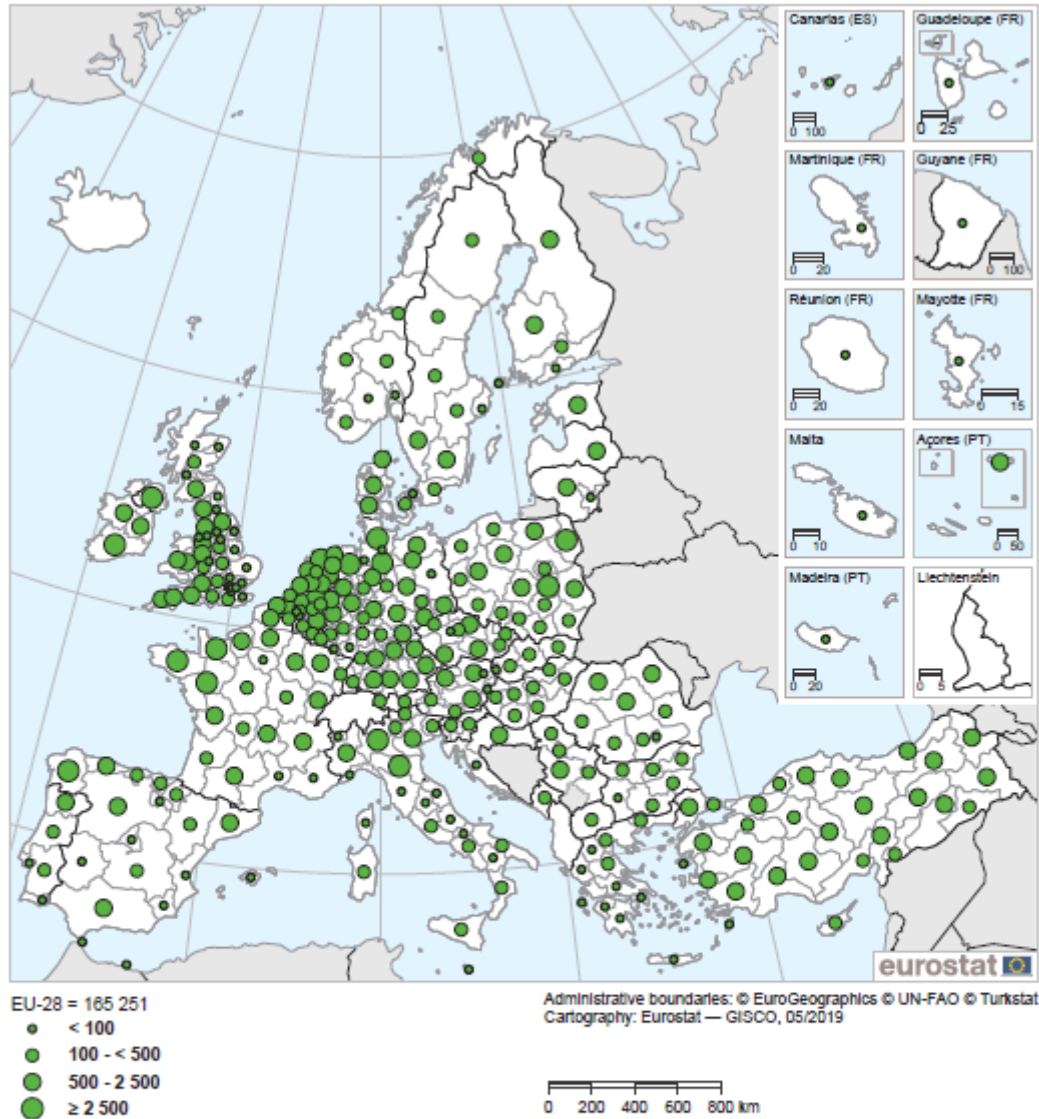 Canarias (ES)
0 100
Guadeloupe (FR)
0 25
Martinique (FR)
0 20
Guyane (FR)
0 100
Réunion (FR)
0 20
Mayotte (FR)
0 15
Malta
0 10
Açores (PT)
0 50
Madeira (PT)
0 20
Liechtenstein
0 5
eurostat
EU-28 = 165 251
< 100
100 - < 500
500 - 2 500
≥ 2 500
Administrative boundaries: © EuroGeographics © UN-FAO © Turkstat
Cartography: Eurostat — GISCO, 05/2019
0 200 400 600 800 km